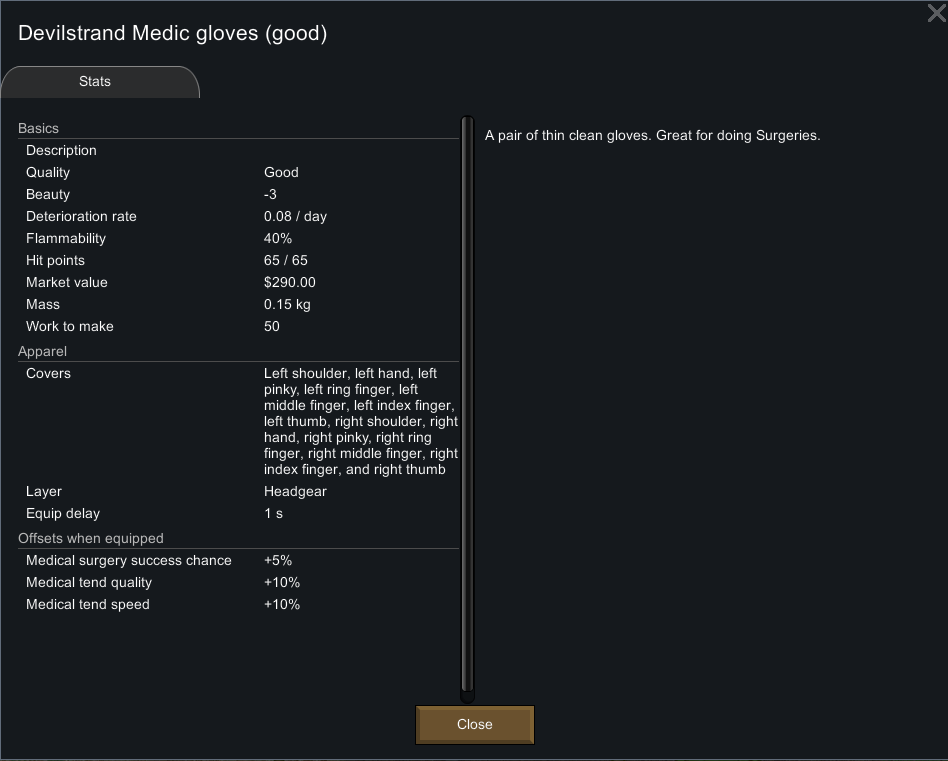 Devilstrand Medic gloves (good)
Stats
Basics
Description
Quality Good
Beauty -3
Deterioration rate 0.08 / day
Flammability 40%
Hit points 65 / 65
Market value $290.00
Mass 0.15 kg
Work to make 50
Apparel
Covers Left shoulder, left hand, left
pinky, left ring finger, left
middle finger, left index finger,
left thumb, right shoulder, right
hand, right pinky, right ring
finger, right middle finger, right
index finger, and right thumb
Layer Headgear
Equip delay 1 s
Offsets when equipped
Medical surgery success chance +5%
Medical tend quality +10%
Medical tend speed +10%
A pair of thin clean gloves. Great for doing Surgeries.
Close